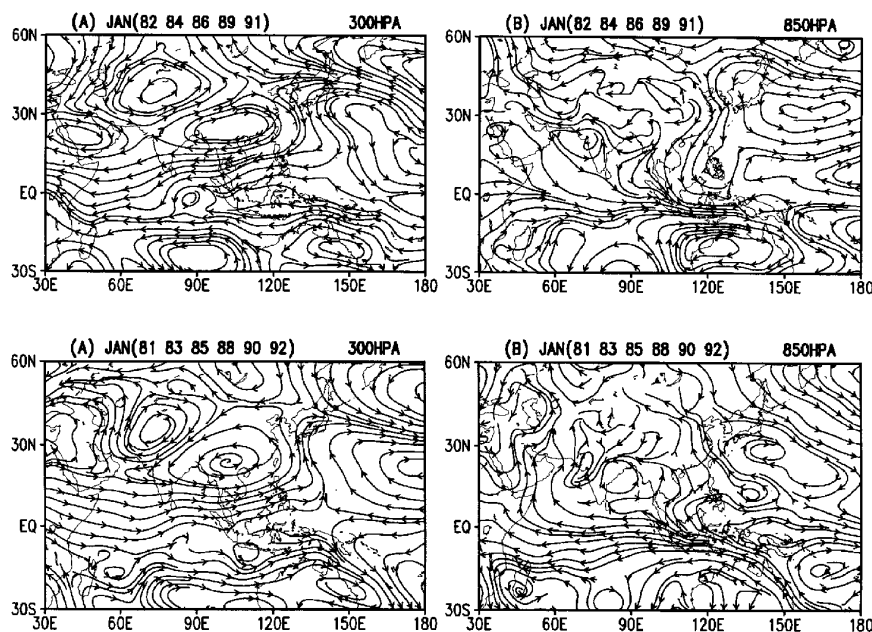 (A) JAN(82 84 86 89 91) 300HPA
(B) JAN(82 84 86 89 91) 850HPA
60N
30N
EQ
30S
30E 60E 90E 120E 150E 180
60N
30N
EQ
30S
30E 60E 90E 120E 150E 180
(A) JAN(81 83 85 88 90 92) 300HPA
(B) JAN(81 83 85 88 90 92) 850HPA
60N
30N
EQ
30S
30E 60E 90E 120E 150E 180
60N
30N
EQ
30S
30E 60E 90E 120E 150E 180